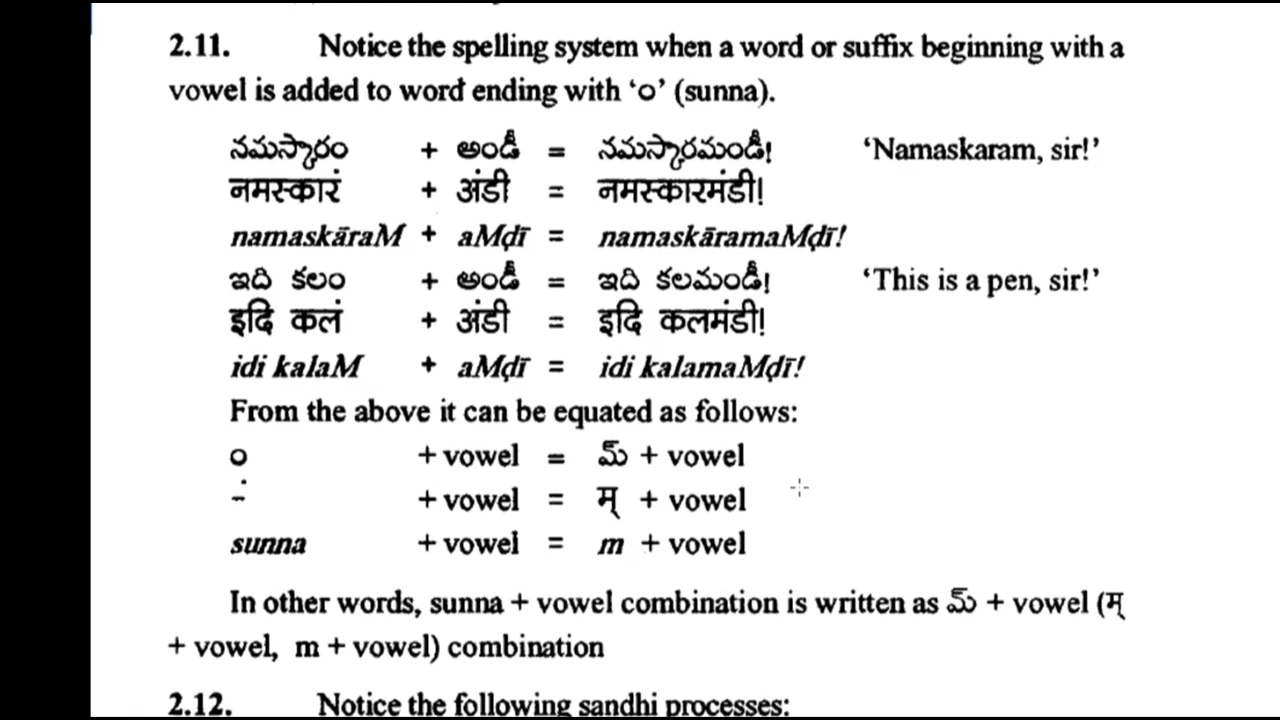 2.11. Notice the spelling system when a word or suffix beginning with a
vowel is added to word ending with ‘ం’ (sunna).
నమస్కారం + అండీ = నమస్కారమండీ! ‘Namaskaram, sir!’
नमस्कारं + अंडी = नमस्कारमंडी!
namaskāraM + aMḍī = namaskāramaMḍī!
ఇది కలం + అండీ = ఇది కలమండీ! ‘This is a pen, sir!’
इदि कलं + अंडी = इदि कलमंडी!
idi kalaM + aMḍī = idi kalamaMḍī!
From the above it can be equated as follows:
ం + vowel = మ్ + vowel
-ं + vowel = म् + vowel
sunna + vowel = m + vowel
In other words, sunna + vowel combination is written as మ్ + vowel (म्
+ vowel, m + vowel) combination
2.12. Notice the following sandhi processes: